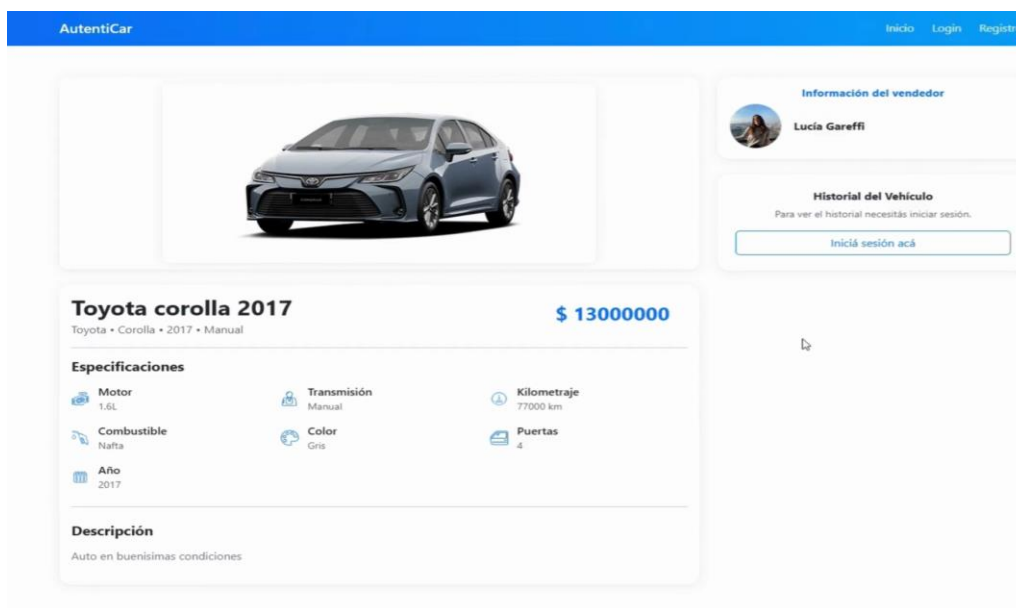 AutentiCar
Inicio Login
Información del vendedor
Lucía Gareffi
Historial del Vehículo
Para ver el historial necesitás iniciar sesión.
Iniciá sesión acá
Toyota corolla 2017
$ 13000000
Toyota • Corolla • 2017 • Manual
Especificaciones
Motor
1.6L
Transmisión
Manual
Kilometraje
77000 km
Combustible
Nafta
Color
Gris
Puertas
4
Año
2017
Descripción
Auto en buenisimas condiciones